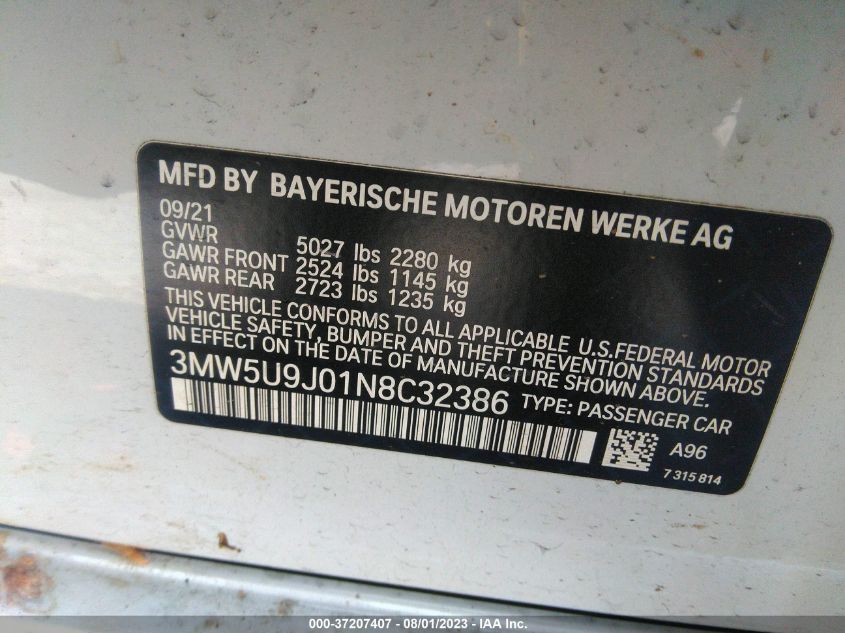 MFD BY BAYERISCHE MOTOREN WERKE AG
09/21
GVWR 5027 lbs 2280 kg
GAWR FRONT 2524 lbs 1145 kg
GAWR REAR 2723 lbs 1235 kg
THIS VEHICLE CONFORMS TO ALL APPLICABLE U.S.FEDERAL MOTOR
VEHICLE SAFETY, BUMPER AND THEFT PREVENTION STANDARDS
IN EFFECT ON THE DATE OF MANUFACTURE SHOWN ABOVE.
3MW5U9J01N8C32386 TYPE: PASSENGER CAR
A96
7 315 814
000-37207407 - 08/01/2023 - IAA Inc.